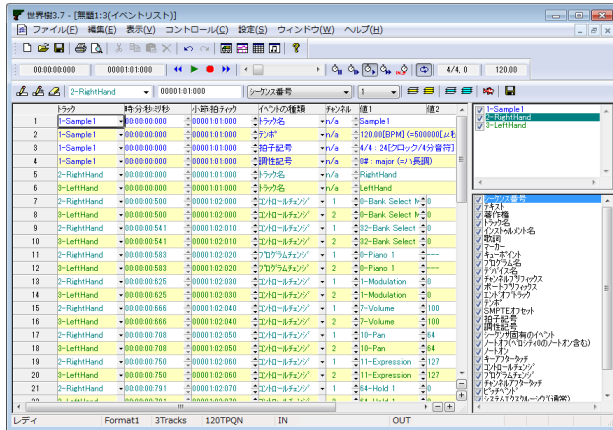 世界樹3.7 - [無題1:3(イベントリスト)]
ファイル(F) 編集(E) 表示(V) コントロール(C) 設定(S) ウィンドウ(W) ヘルプ(H)
00:00:00:000 00001:01:000 4/4, 0 120.00
2-RightHand 00001:01:000 シーケンス番号 1
トラック 時:分:秒:ミリ秒 小節:拍:ティック イベントの種類 チャンネル 値1 値2
1 1-Sample1 00:00:00:000 00001:01:000 トラック名 n/a Sample1
2 1-Sample1 00:00:00:000 00001:01:000 テンポ n/a 120.00[BPM] (=500000[μ秒
3 1-Sample1 00:00:00:000 00001:01:000 拍子記号 n/a 4/4 : 24[クロック/4分音符]
4 1-Sample1 00:00:00:000 00001:01:000 調性記号 n/a 0# : major (=ハ長調)
5 2-RightHand 00:00:00:000 00001:01:000 トラック名 n/a RightHand
6 3-LeftHand 00:00:00:000 00001:01:000 トラック名 n/a LeftHand
7 2-RightHand 00:00:00:500 00001:02:000 コントロールチェンジ 1 0-Bank Select M 0
8 3-LeftHand 00:00:00:500 00001:02:000 コントロールチェンジ 2 0-Bank Select M 0
9 2-RightHand 00:00:00:541 00001:02:010 コントロールチェンジ 1 32-Bank Select 0
10 3-LeftHand 00:00:00:541 00001:02:010 コントロールチェンジ 2 32-Bank Select 0
11 2-RightHand 00:00:00:583 00001:02:020 プログラムチェンジ 1 0-Piano 1 ---
12 3-LeftHand 00:00:00:583 00001:02:020 プログラムチェンジ 2 0-Piano 1 ---
13 2-RightHand 00:00:00:625 00001:02:030 コントロールチェンジ 1 1-Modulation 0
14 3-LeftHand 00:00:00:625 00001:02:030 コントロールチェンジ 2 1-Modulation 0
15 2-RightHand 00:00:00:666 00001:02:040 コントロールチェンジ 1 7-Volume 100
16 3-LeftHand 00:00:00:666 00001:02:040 コントロールチェンジ 2 7-Volume 100
17 2-RightHand 00:00:00:708 00001:02:050 コントロールチェンジ 1 10-Pan 64
18 3-LeftHand 00:00:00:708 00001:02:050 コントロールチェンジ 2 10-Pan 64
19 2-RightHand 00:00:00:750 00001:02:060 コントロールチェンジ 1 11-Expression 127
20 3-LeftHand 00:00:00:750 00001:02:060 コントロールチェンジ 2 11-Expression 127
21 2-RightHand 00:00:00:791 00001:02:070 コントロールチェンジ 1 64-Hold 1 0
1-Sample1
2-RightHand
3-LeftHand
シーケンス番号
テキスト
著作権
トラック名
インストゥルメント名
歌詞
マーカー
キューポイント
プログラム名
デバイス名
チャンネルプリフィックス
ポートプリフィックス
エンドオブトラック
テンポ
SMPTEオフセット
拍子記号
調性記号
シーケンサ固有のイベント
ノートオフ(ベロシティ0のノートオン含む)
ノートオン
キーアフタータッチ
コントロールチェンジ
プログラムチェンジ
チャンネルアフタータッチ
ピッチベンド
システムエクスクルーシヴ(通常)
レディ Format1 3Tracks 120TPQN IN OUT